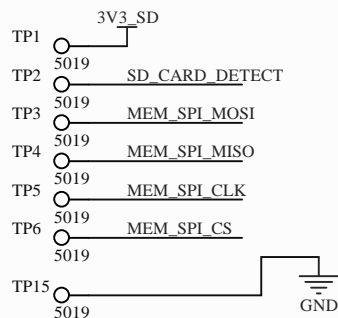 3V3_SD
TP1
5019
TP2 SD_CARD_DETECT
5019
TP3 MEM_SPI_MOSI
5019
TP4 MEM_SPI_MISO
5019
TP5 MEM_SPI_CLK
5019
TP6 MEM_SPI_CS
5019
TP15
5019 GND